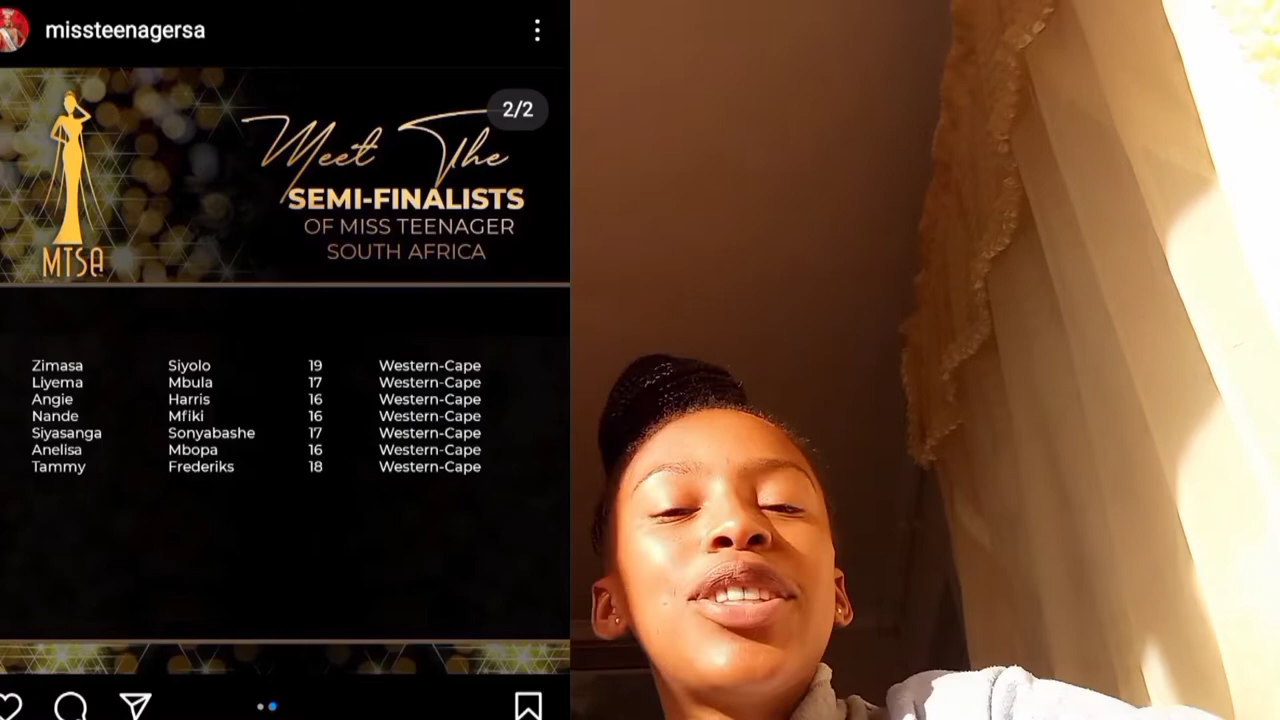 missteenagersa
2/2
Meet The
SEMI-FINALISTS
OF MISS TEENAGER
SOUTH AFRICA
MTSA
Zimasa Siyolo 19 Western-Cape
Liyema Mbula 17 Western-Cape
Angie Harris 16 Western-Cape
Nande Mfiki 16 Western-Cape
Siyasanga Sonyabashe 17 Western-Cape
Anelisa Mbopa 16 Western-Cape
Tammy Frederiks 18 Western-Cape